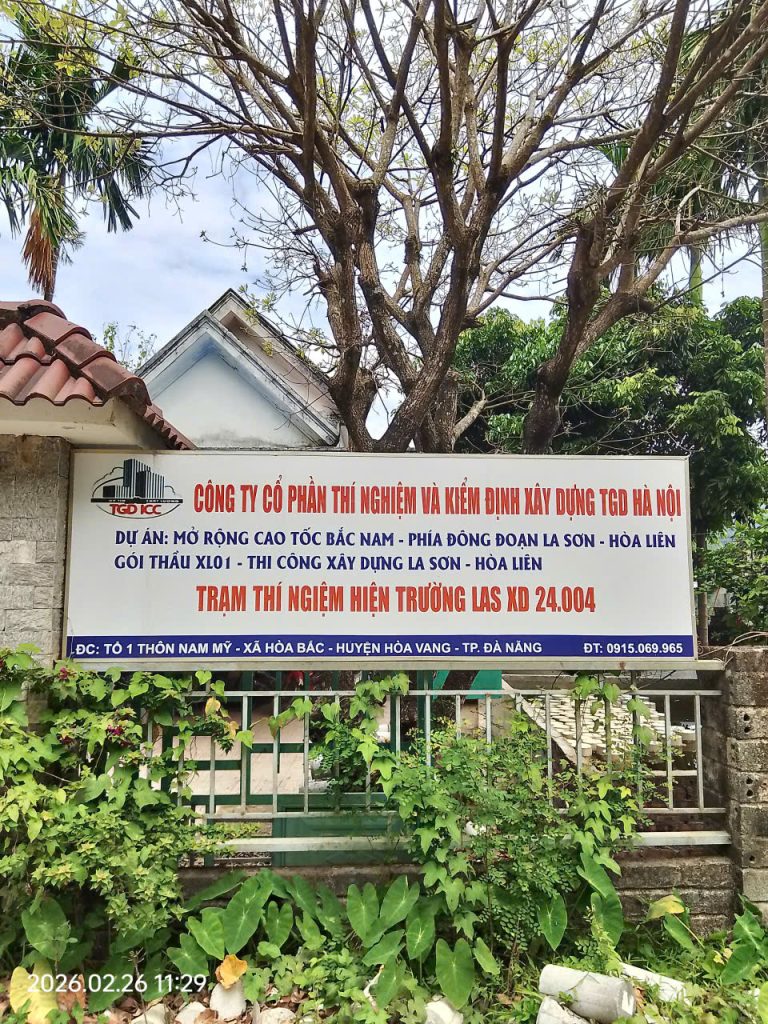 TGD ICC
CÔNG TY CỔ PHẦN THÍ NGHIỆM VÀ KIỂM ĐỊNH XÂY DỰNG TGD HÀ NỘI
DỰ ÁN: MỞ RỘNG CAO TỐC BẮC NAM - PHÍA ĐÔNG ĐOẠN LA SƠN - HÒA LIÊN
GÓI THẦU XL01 - THI CÔNG XÂY DỰNG LA SƠN - HÒA LIÊN
TRẠM THÍ NGIỆM HIỆN TRƯỜNG LAS XD 24.004
ĐC: TỔ 1 THÔN NAM MỸ - XÃ HÒA BẮC - HUYỆN HÒA VANG - TP. ĐÀ NẴNG ĐT: 0915.069.965
2026.02.26 11:29